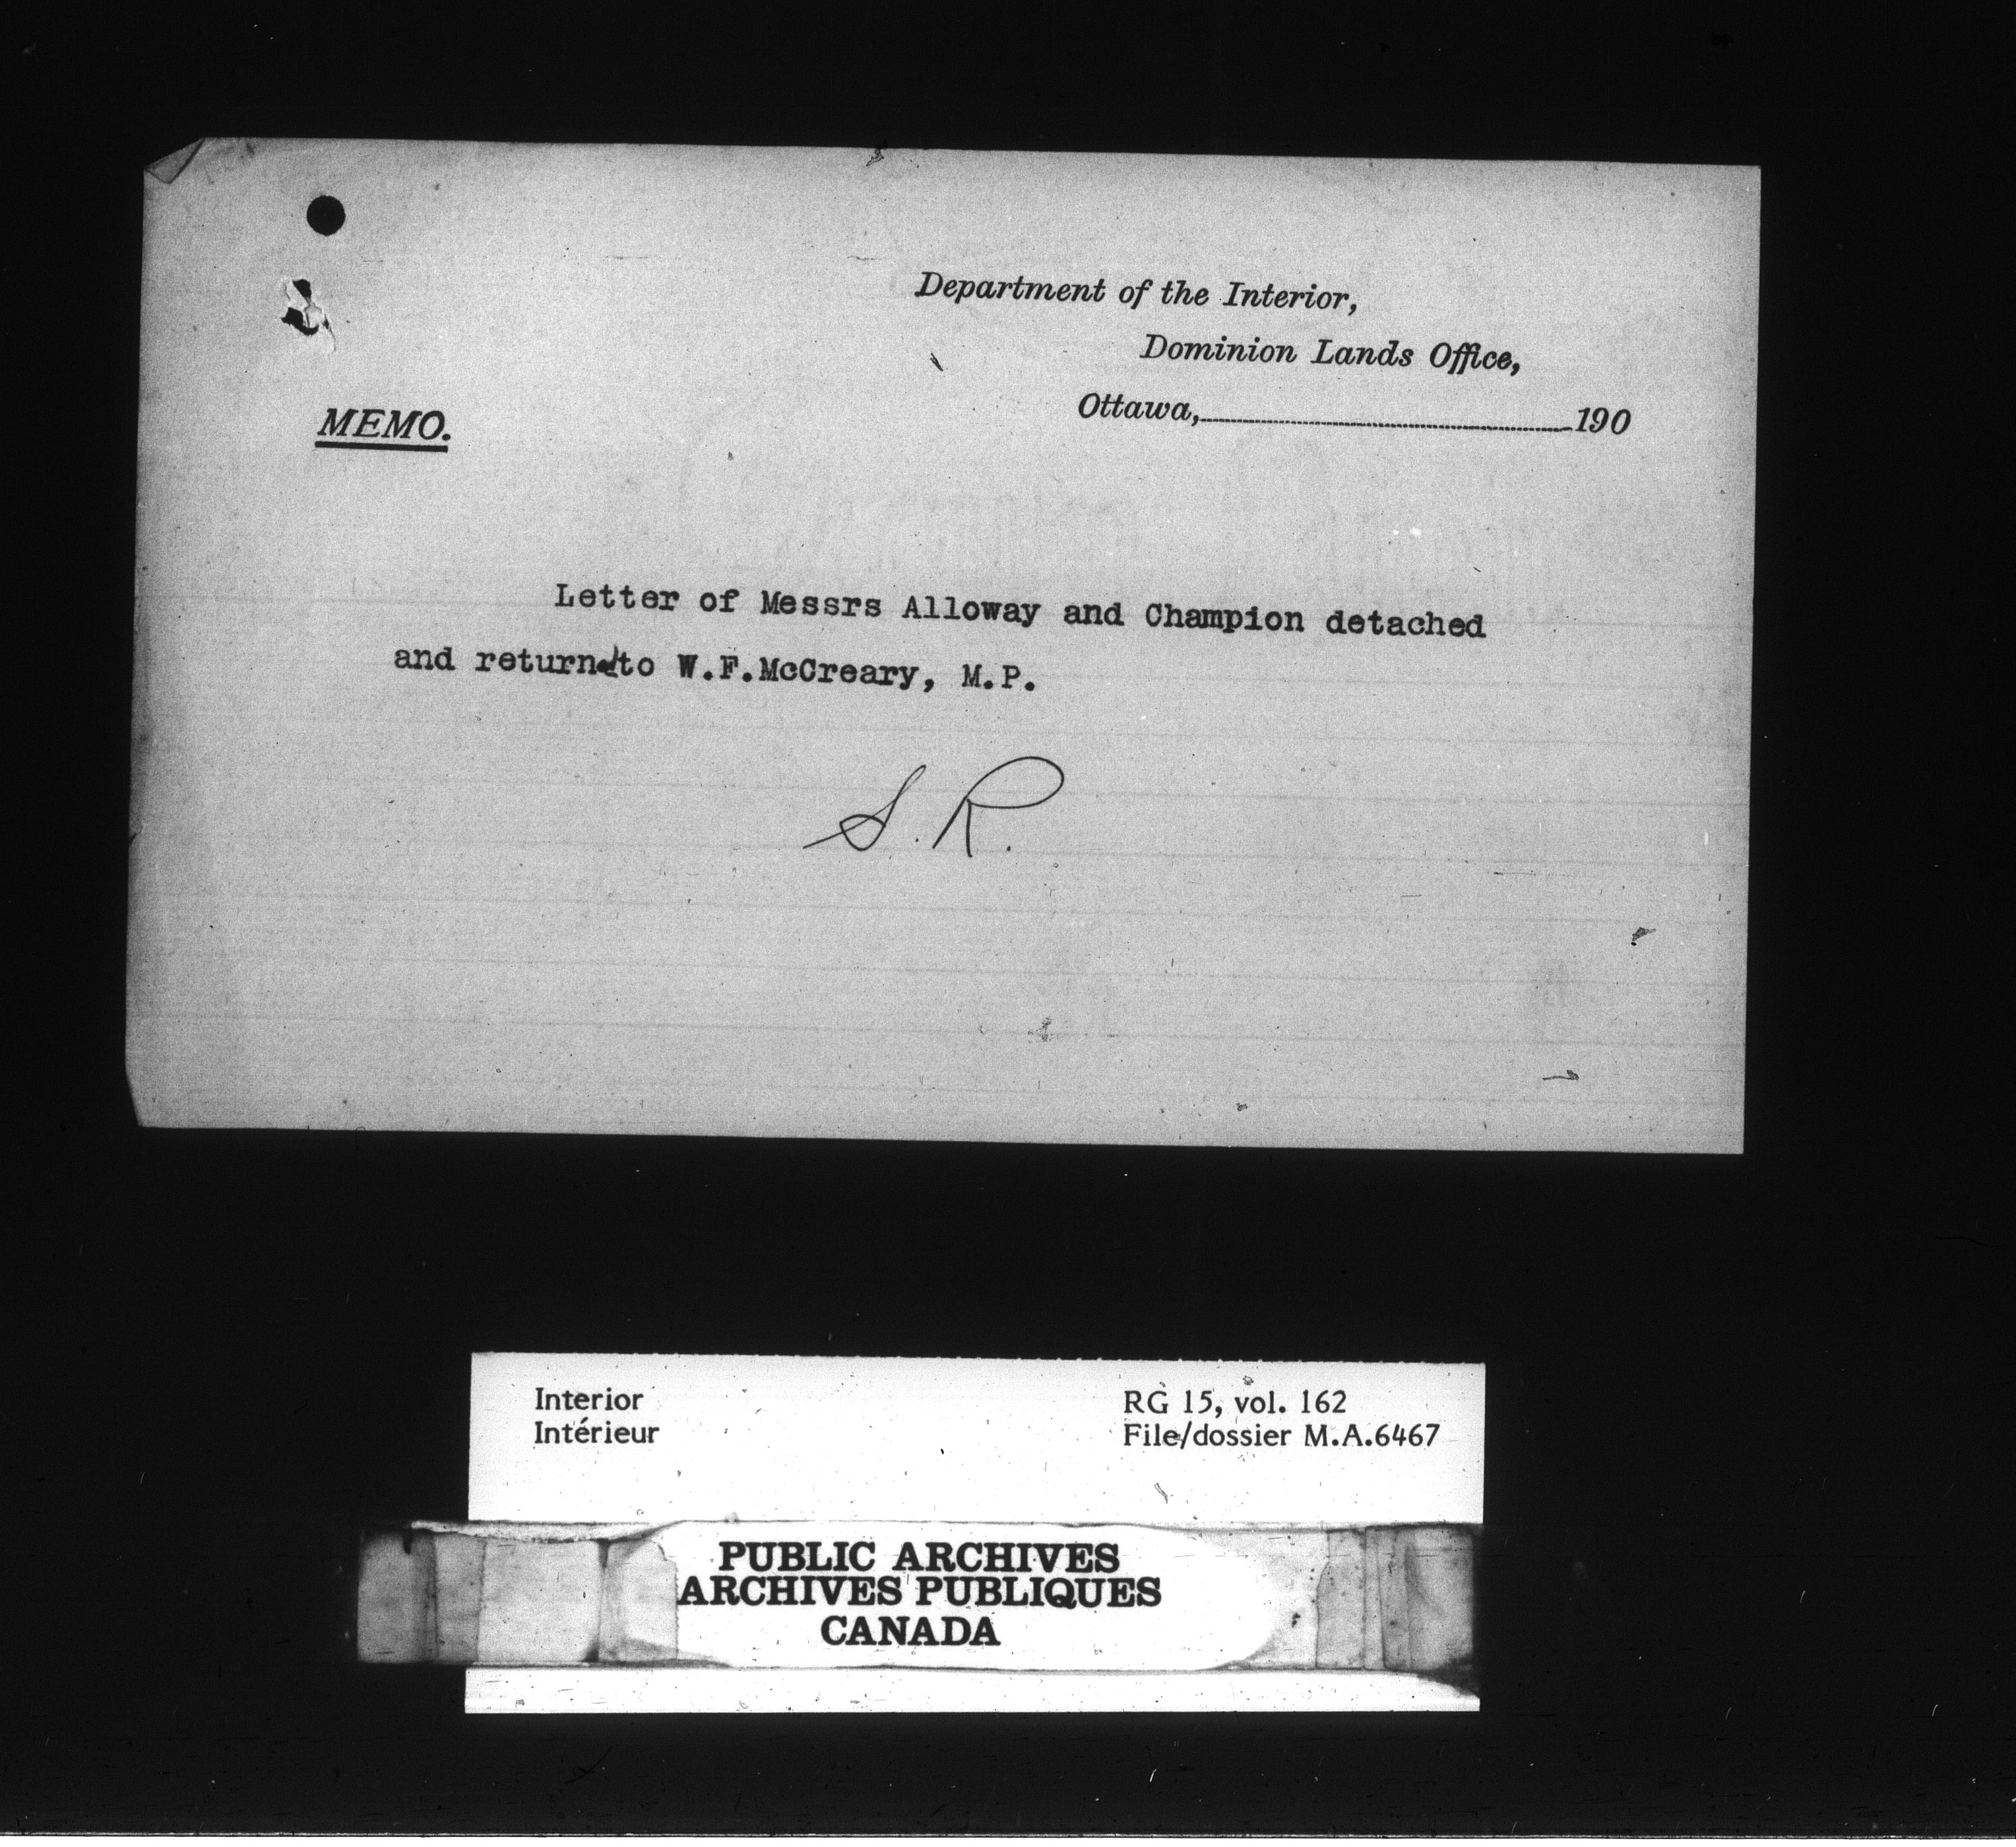 Department of the Interior,
Dominion Lands Office,
Ottawa, 190
MEMO.
Letter of Messrs Alloway and Champion detached
and returned to W.F.McCreary, M.P.
S. R.
Interior
Intérieur
RG 15, vol. 162
File/dossier M.A.6467
PUBLIC ARCHIVES
ARCHIVES PUBLIQUES
CANADA